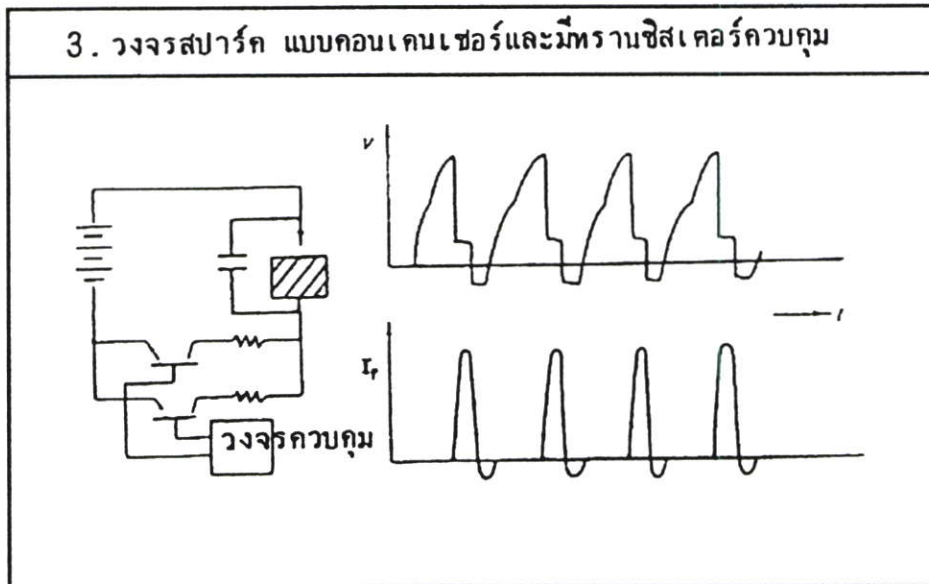 3. วงจรสปาร์ค แบบคอนเดนเซอร์และมีทรานซิสเตอร์ควบคุม
V
t
Ip
วงจรควบคุม